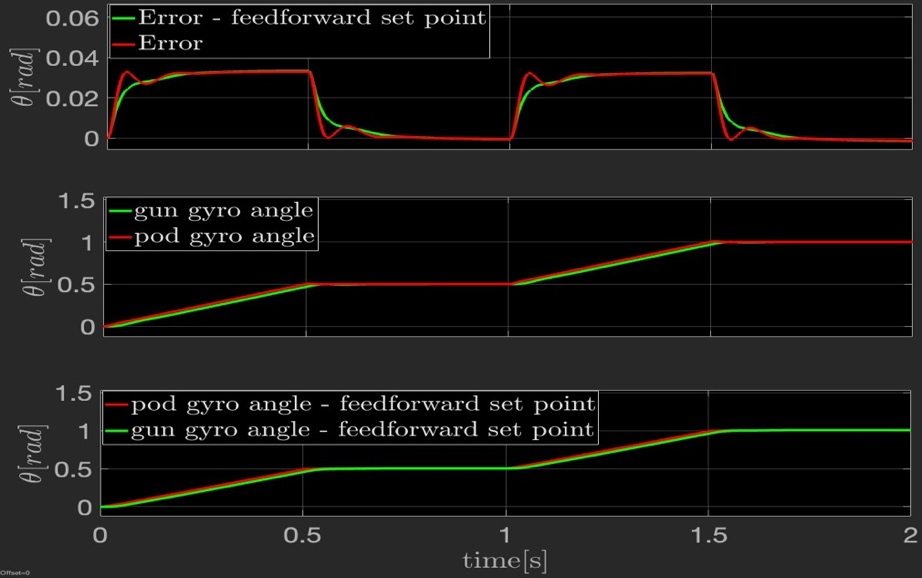 Error - feedforward set point
Error
0.06
0.04
0.02
0
θ[rad]
gun gyro angle
pod gyro angle
1.5
1
0.5
0
θ[rad]
pod gyro angle - feedforward set point
gun gyro angle - feedforward set point
1.5
1
0.5
0
θ[rad]
0 0.5 1 1.5 2
time[s]
Offset=0